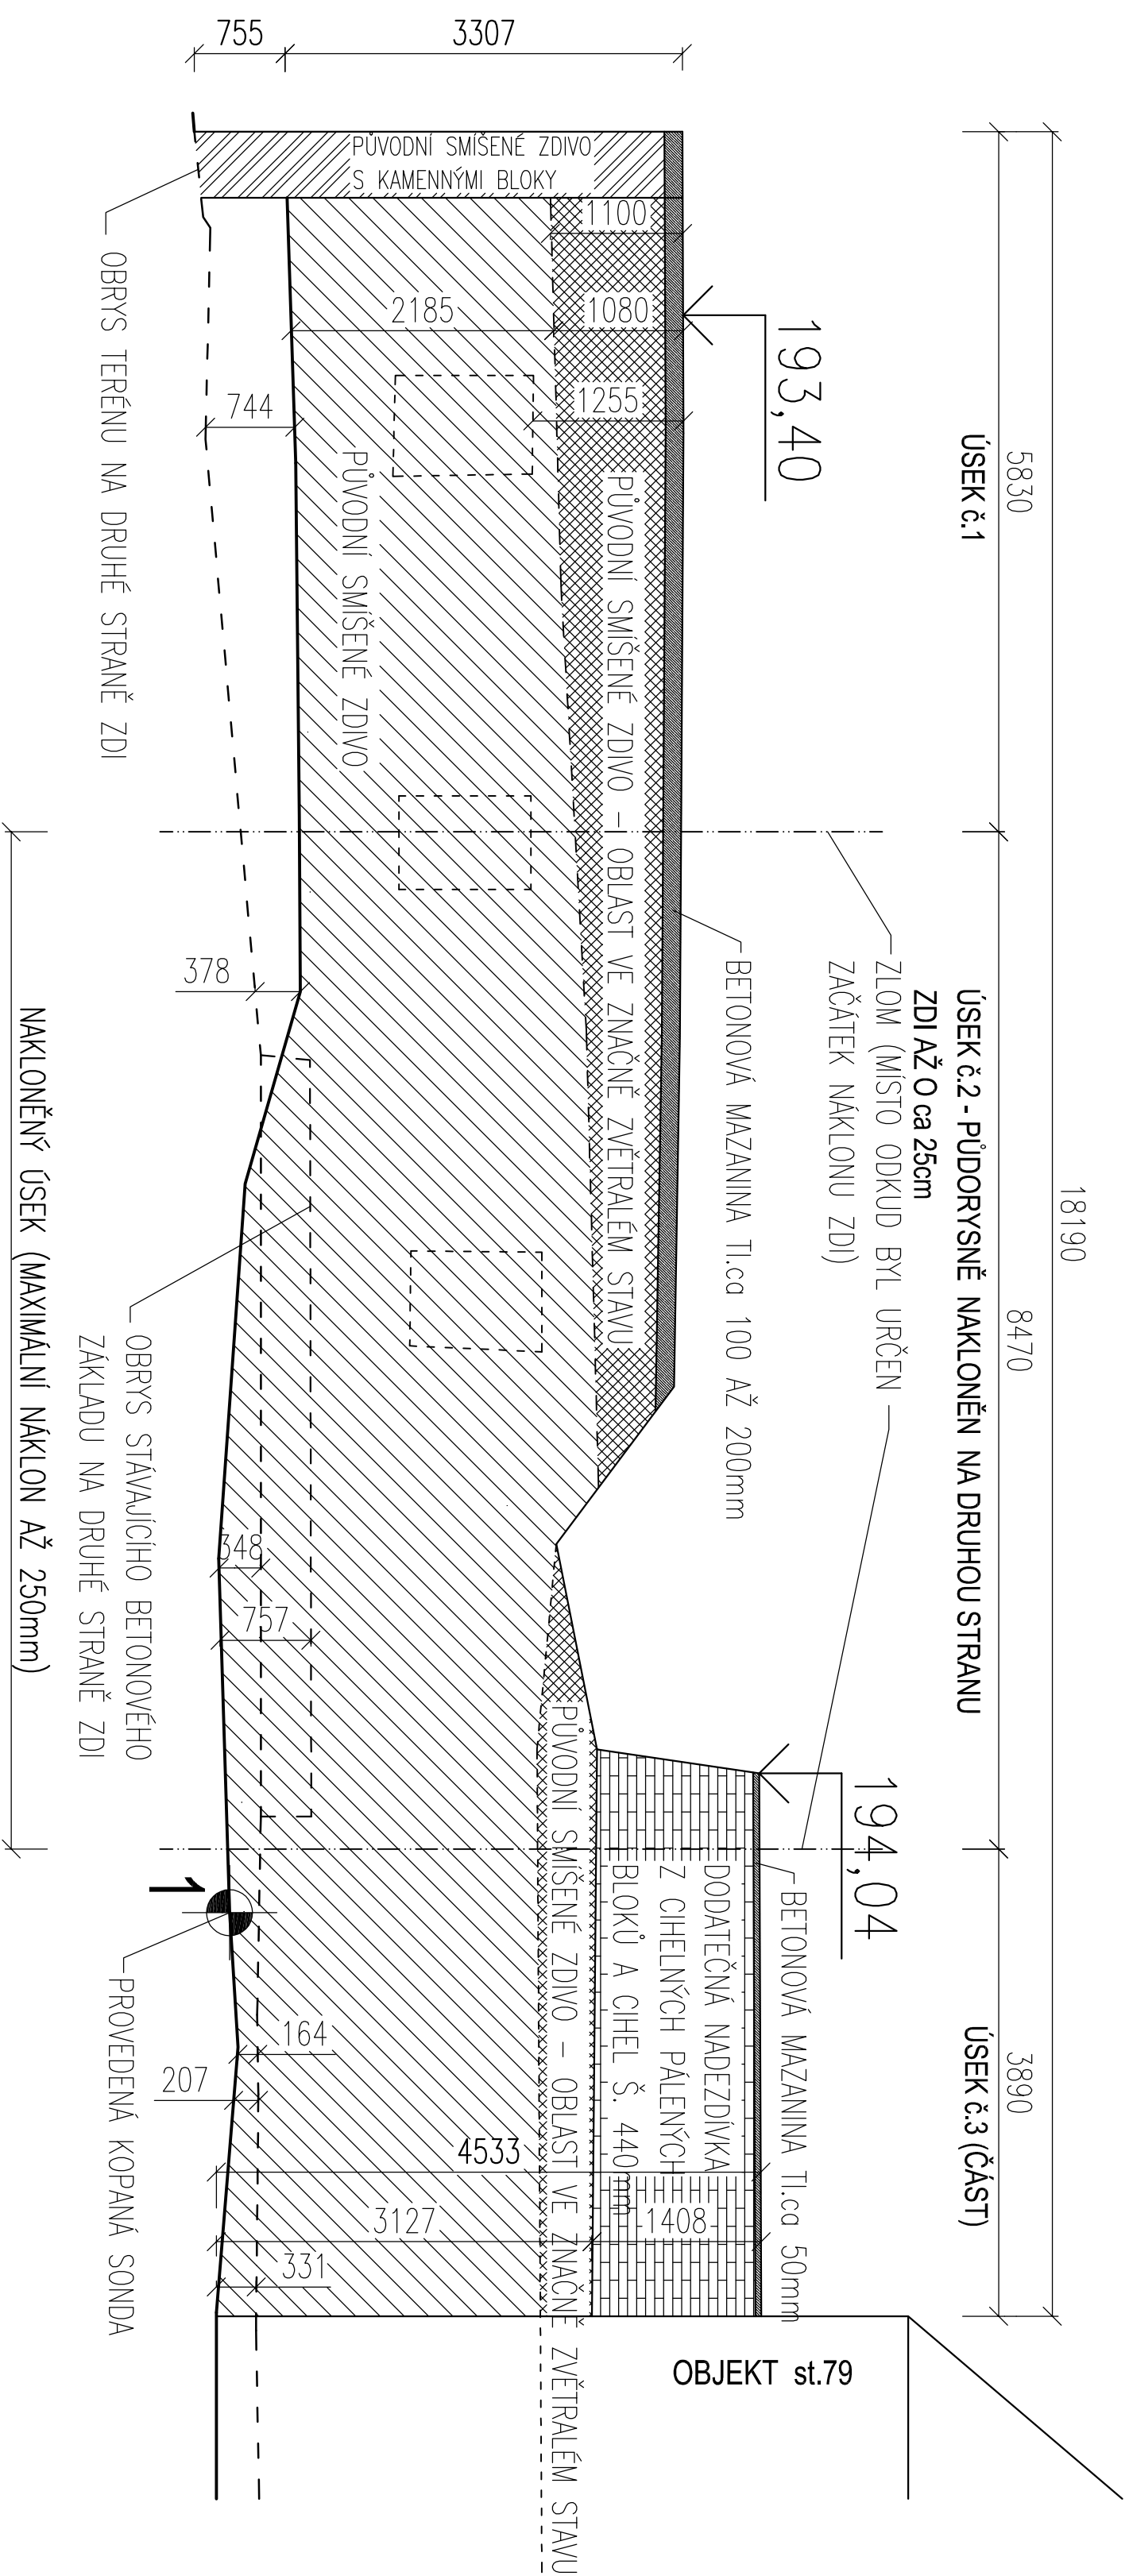 18190
5830
8470
3890
ÚSEK č.1
ÚSEK č.2 - PŮDORYSNĚ NAKLONĚN NA DRUHOU STRANU
ZDI AŽ O ca 25cm
ÚSEK č.3 (ČÁST)
ZLOM (MÍSTO ODKUD BYL URČEN
ZAČÁTEK NÁKLONU ZDI)
193,40
194,04
BETONOVÁ MAZANINA Tl.ca 100 AŽ 200mm
BETONOVÁ MAZANINA Tl.ca 50mm
DODATEČNÁ NADEZDÍVKA
Z CIHELNÝCH PÁLENÝCH
BLOKŮ A CIHEL Š. 440mm
OBJEKT st.79
755
3307
PŮVODNÍ SMÍŠENÉ ZDIVO
S KAMENNÝMI BLOKY
1100
2185
1080
1255
744
PŮVODNÍ SMÍŠENÉ ZDIVO - OBLAST VE ZNAČNĚ ZVĚTRALÉM STAVU
PŮVODNÍ SMÍŠENÉ ZDIVO - OBLAST VE ZNAČNĚ ZVĚTRALÉM STAVU
PŮVODNÍ SMÍŠENÉ ZDIVO
378
348
757
164
207
4533
3127
1408
331
1
OBRYS TERÉNU NA DRUHÉ STRANĚ ZDI
OBRYS STÁVAJÍCÍHO BETONOVÉHO
ZÁKLADU NA DRUHÉ STRANĚ ZDI
PROVEDENÁ KOPANÁ SONDA
NAKLONĚNÝ ÚSEK (MAXIMÁLNÍ NÁKLON AŽ 250mm)